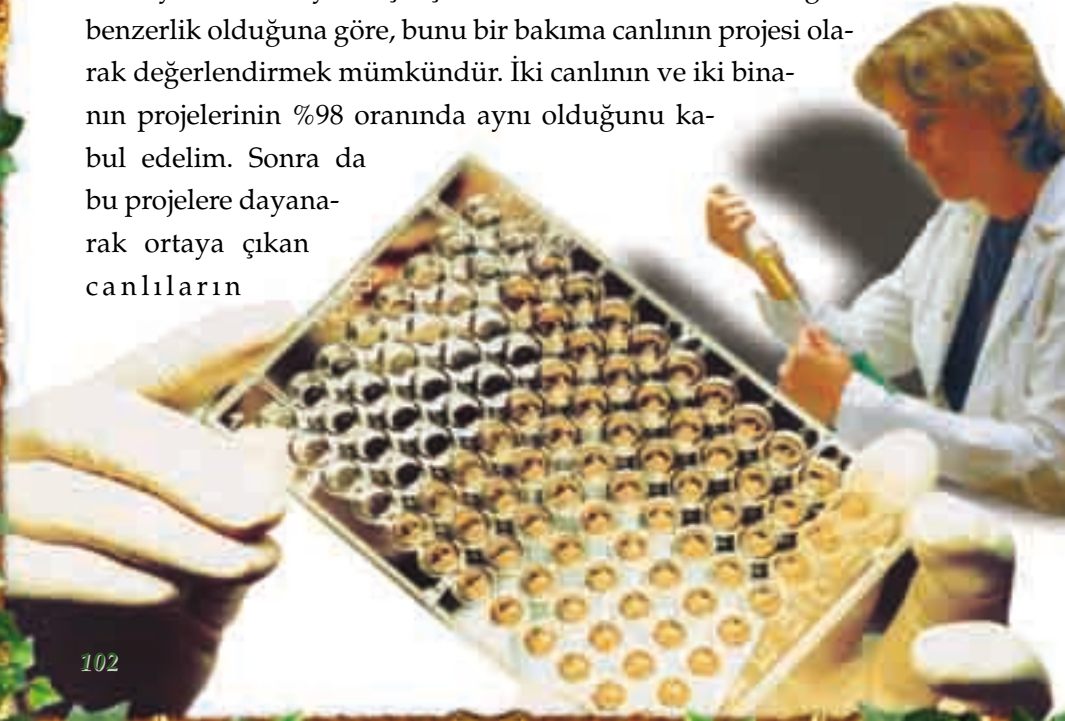 benzerlik olduğuna göre, bunu bir bakıma canlının projesi ola-
rak değerlendirmek mümkündür. İki canlının ve iki bina-
nın projelerinin %98 oranında aynı olduğunu ka-
bul edelim. Sonra da
bu projelere dayana-
rak ortaya çıkan
canlıların
102